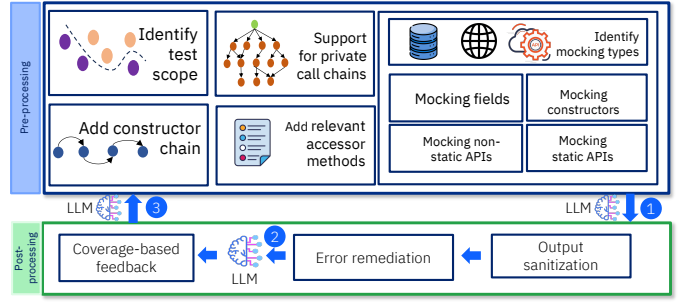 Pre-processing
Identify
test
scope
Support
for private
call chains
Identify
mocking types
Mocking fields
Mocking
constructors
Mocking non-
static APIs
Mocking
static APIs
Add constructor
chain
Add relevant
accessor
methods
LLM
3
LLM
1
Post-
processing
Coverage-based
feedback
2
LLM
Error remediation
Output
sanitization